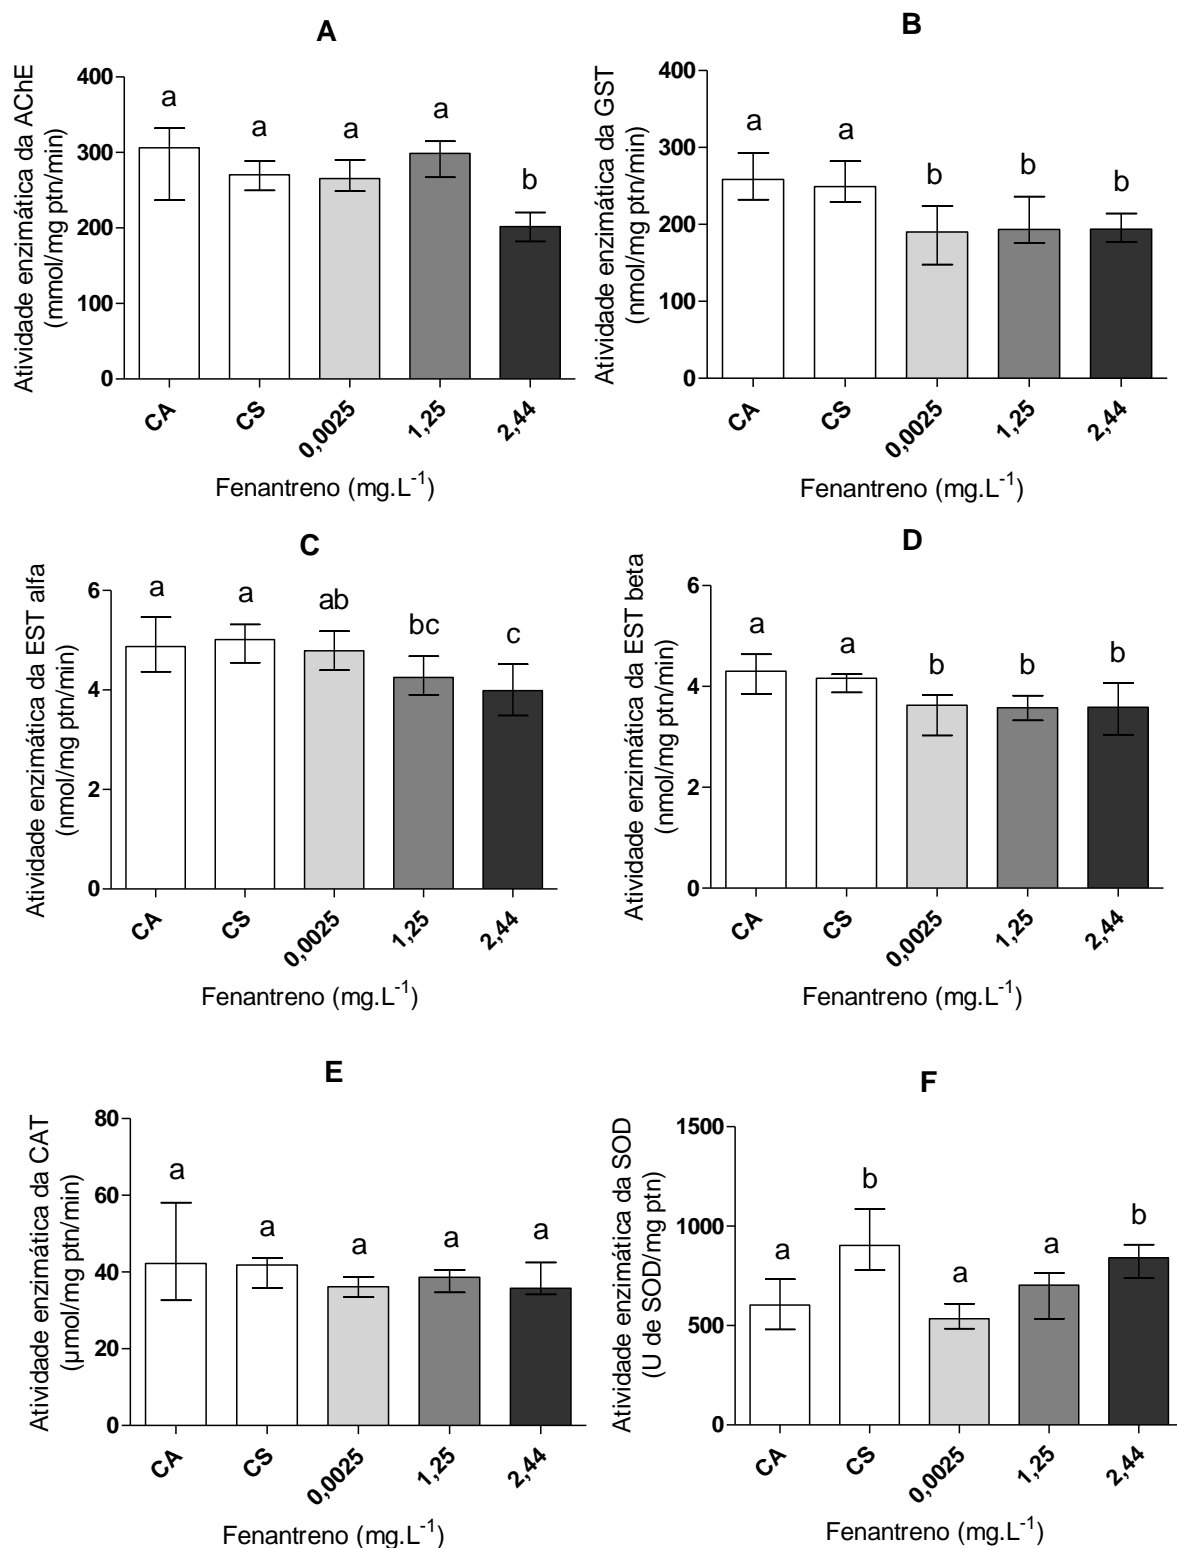 A
Atividade enzimática da AChE
(mmol/mg ptn/min)
400
300
200
100
0
a
a
a
a
b
CA
CS
0,0025
1,25
2,44
Fenantreno (mg.L-1)
B
Atividade enzimática da GST
(nmol/mg ptn/min)
400
300
200
100
0
a
a
b
b
b
CA
CS
0,0025
1,25
2,44
Fenantreno (mg.L-1)
C
Atividade enzimática da EST alfa
(nmol/mg ptn/min)
6
4
2
0
a
a
ab
bc
c
CA
CS
0,0025
1,25
2,44
Fenantreno (mg.L-1)
D
Atividade enzimática da EST beta
(nmol/mg ptn/min)
6
4
2
0
a
a
b
b
b
CA
CS
0,0025
1,25
2,44
Fenantreno (mg.L-1)
E
Atividade enzimática da CAT
(µmol/mg ptn/min)
80
60
40
20
0
a
a
a
a
a
CA
CS
0,0025
1,25
2,44
Fenantreno (mg.L-1)
F
Atividade enzimática da SOD
(U de SOD/mg ptn)
1500
1000
500
0
a
b
a
a
b
CA
CS
0,0025
1,25
2,44
Fenantreno (mg.L-1)